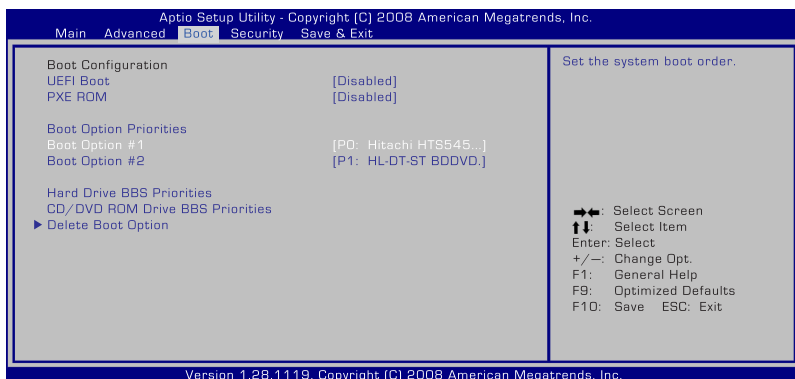 Aptio Setup Utility - Copyright (C) 2008 American Megatrends, Inc.
Main Advanced Boot Security Save & Exit
Boot Configuration
UEFI Boot [Disabled]
PXE ROM [Disabled]
Boot Option Priorities
Boot Option #1 [P0: Hitachi HTS545...]
Boot Option #2 [P1: HL-DT-ST BDDVD.]
Hard Drive BBS Priorities
CD/DVD ROM Drive BBS Priorities
▶ Delete Boot Option
Set the system boot order.
→←: Select Screen
↑↓: Select Item
Enter: Select
+/—: Change Opt.
F1: General Help
F9: Optimized Defaults
F10: Save ESC: Exit
Version 1.28.1119. Copyright (C) 2008 American Megatrends, Inc.